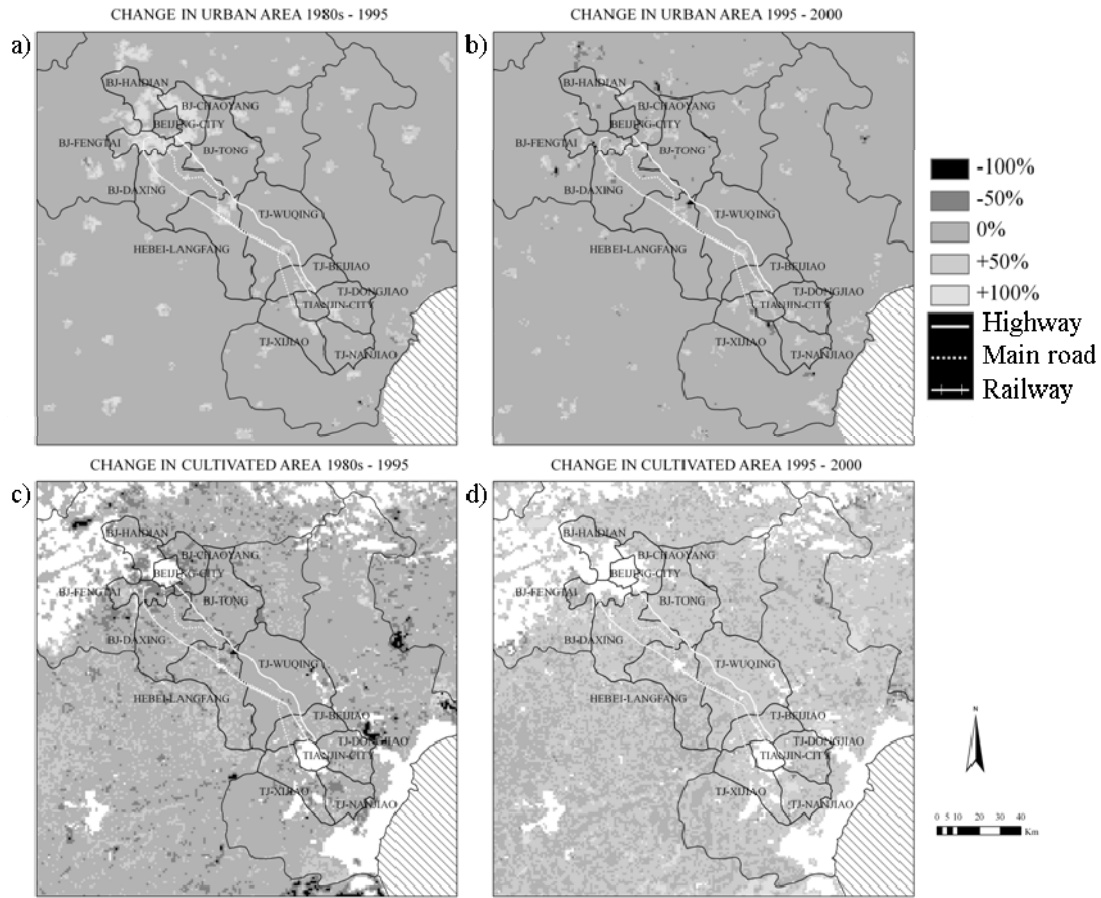 CHANGE IN URBAN AREA 1980s - 1995
a)
BJ-HAIDIAN
BJ-CHAOYANG
BEIJING-CITY
BJ-FENGTAI
BJ-TONG
BJ-DAXING
TJ-WUQING
HEBEI-LANGFANG
TJ-BEIJIAO
TJ-DONGJIAO
TIANJIN-CITY
TJ-XIJIAO
TJ-NANJIAO
CHANGE IN URBAN AREA 1995 - 2000
b)
BJ-HAIDIAN
BJ-CHAOYANG
BEIJING-CITY
BJ-FENGTAI
BJ-TONG
BJ-DAXING
TJ-WUQING
HEBEI-LANGFANG
TJ-BEIJIAO
TJ-DONGJIAO
TIANJIN-CITY
TJ-XIJIAO
TJ-NANJIAO
-100%
-50%
0%
+50%
+100%
Highway
Main road
Railway
CHANGE IN CULTIVATED AREA 1980s - 1995
c)
BJ-HAIDIAN
BJ-CHAOYANG
BEIJING-CITY
BJ-FENGTAI
BJ-TONG
BJ-DAXING
TJ-WUQING
HEBEI-LANGFANG
TJ-BEIJIAO
TJ-DONGJIAO
TIANJIN-CITY
TJ-XIJIAO
TJ-NANJIAO
CHANGE IN CULTIVATED AREA 1995 - 2000
d)
BJ-HAIDIAN
BJ-CHAOYANG
BEIJING-CITY
BJ-FENGTAI
BJ-TONG
BJ-DAXING
TJ-WUQING
HEBEI-LANGFANG
TJ-BEIJIAO
TJ-DONGJIAO
TIANJIN-CITY
TJ-XIJIAO
TJ-NANJIAO
N
0 5 10 20 30 40
Km